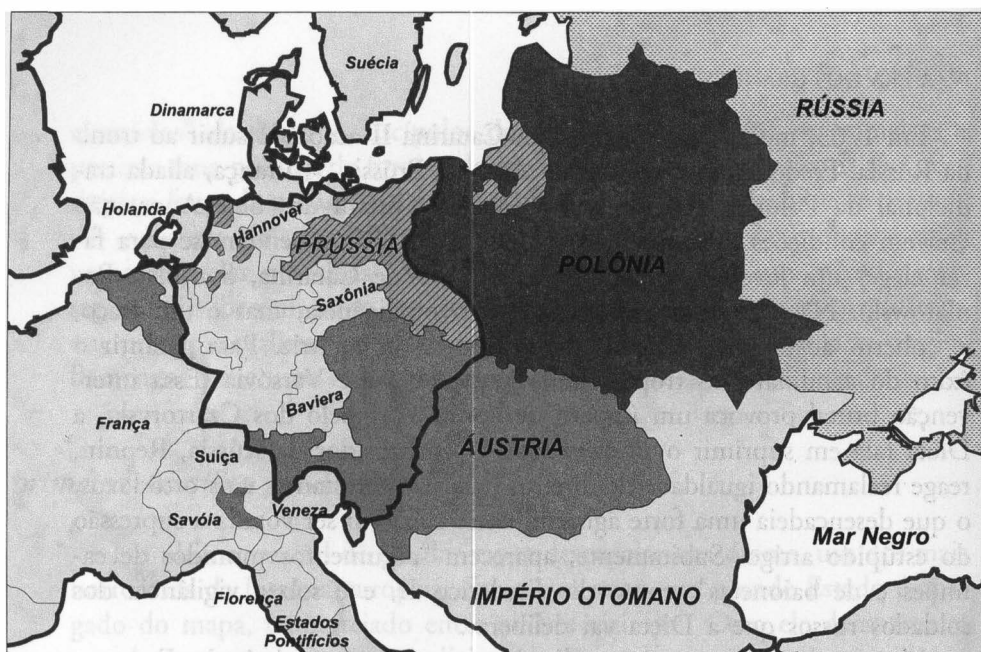 Suécia
Dinamarca
RÚSSIA
Holanda
Hannover
PRÚSSIA
POLÔNIA
Saxônia
Baviera
França
ÁUSTRIA
Suíça
Veneza
Savóia
Mar Negro
IMPÉRIO OTOMANO
Florença
Estados
Pontifícios